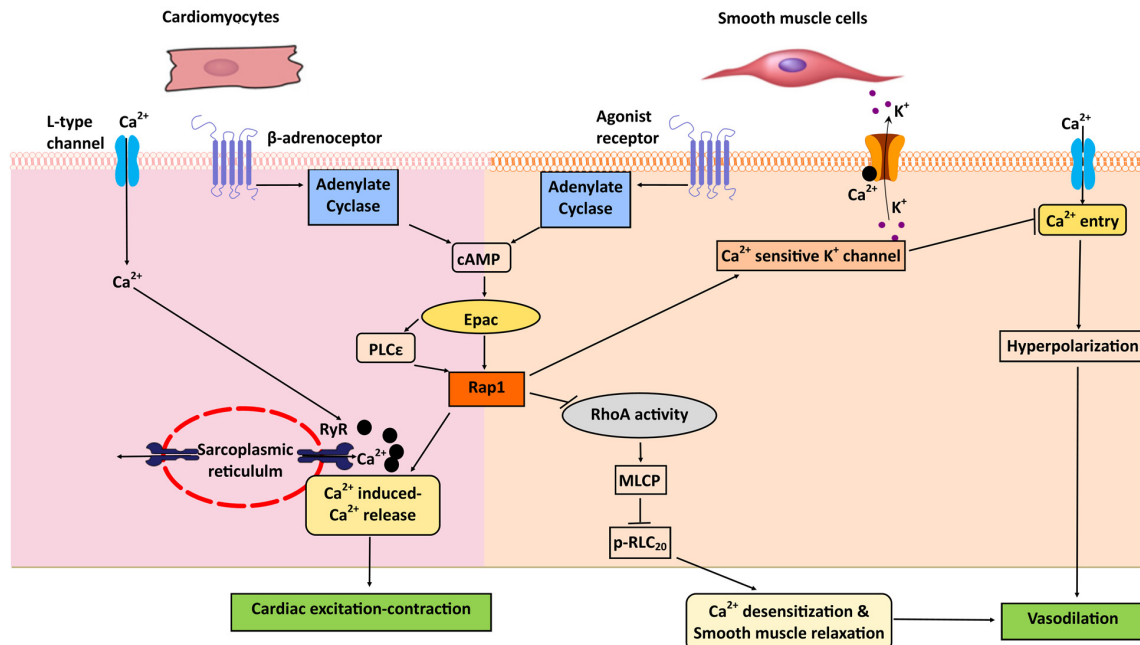 Cardiomyocytes
Smooth muscle cells
L-type
channel
Ca²⁺
β-adrenoceptor
Agonist
receptor
K⁺
Ca²⁺
Adenylate
Cyclase
Adenylate
Cyclase
Ca²⁺
K⁺
Ca²⁺ entry
cAMP
Ca²⁺ sensitive K⁺ channel
Ca²⁺
Epac
PLCε
Hyperpolarization
Rap1
RhoA activity
RyR
Sarcoplasmic
reticululm
Ca²⁺
MLCP
Ca²⁺ induced-
Ca²⁺ release
p-RLC₂₀
Cardiac excitation-contraction
Ca²⁺ desensitization &
Smooth muscle relaxation
Vasodilation